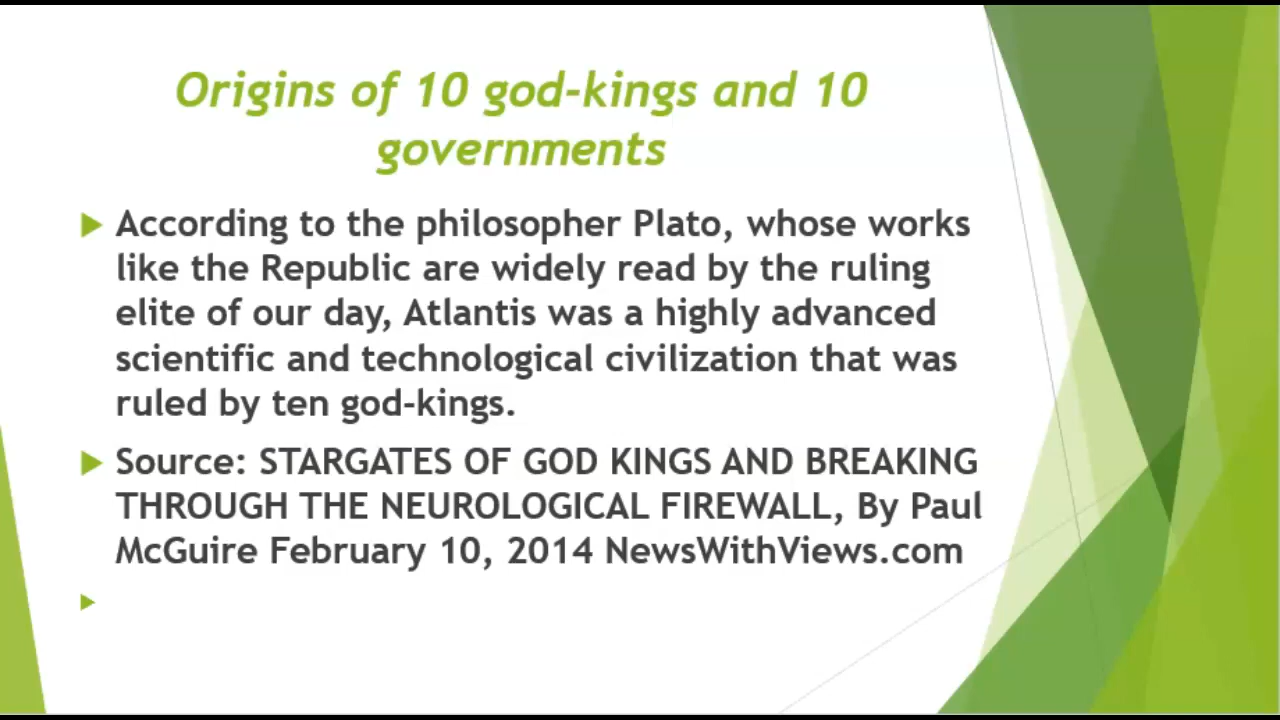 Origins of 10 god-kings and 10
governments
According to the philosopher Plato, whose works
like the Republic are widely read by the ruling
elite of our day, Atlantis was a highly advanced
scientific and technological civilization that was
ruled by ten god-kings.
Source: STARGATES OF GOD KINGS AND BREAKING
THROUGH THE NEUROLOGICAL FIREWALL, By Paul
McGuire February 10, 2014 NewsWithViews.com